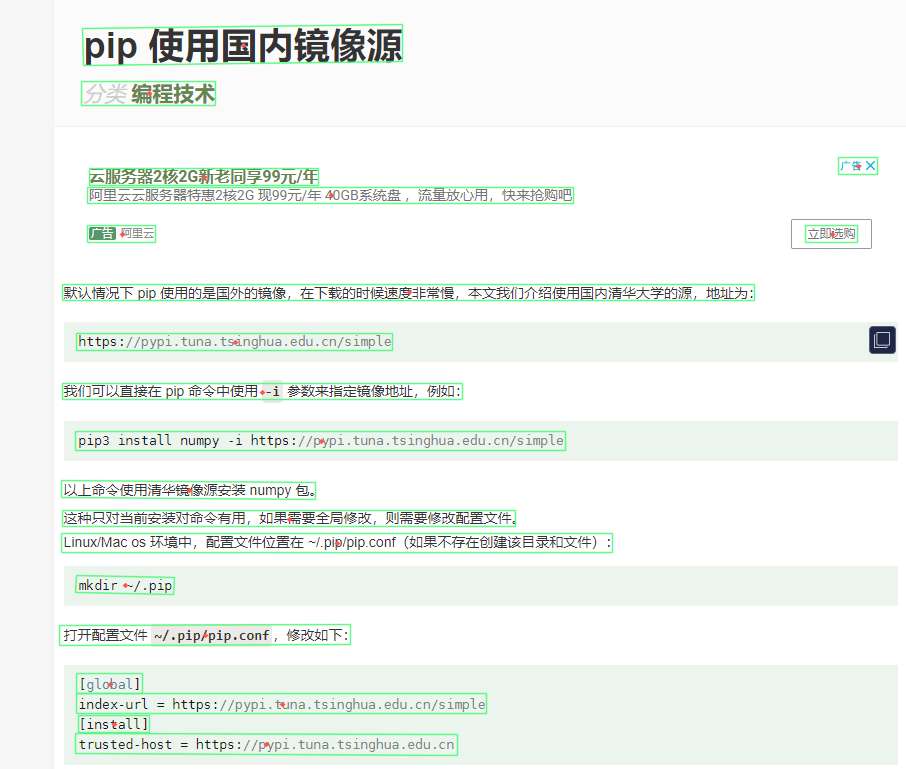 pip 使用国内镜像源
分类 编程技术
广告
云服务器2核2G新老同享99元/年
阿里云云服务器特惠2核2G 现99元/年 40GB系统盘 ，流量放心用，快来抢购吧
广告 阿里云
立即选购
默认情况下 pip 使用的是国外的镜像，在下载的时候速度非常慢，本文我们介绍使用国内清华大学的源，地址为：
https://pypi.tuna.tsinghua.edu.cn/simple
我们可以直接在 pip 命令中使用 -i 参数来指定镜像地址，例如：
pip3 install numpy -i https://pypi.tuna.tsinghua.edu.cn/simple
以上命令使用清华镜像源安装 numpy 包。
这种只对当前安装对命令有用，如果需要全局修改，则需要修改配置文件。
Linux/Mac os 环境中，配置文件位置在 ~/.pip/pip.conf（如果不存在创建该目录和文件）：
mkdir ~/.pip
打开配置文件 ~/.pip/pip.conf，修改如下：
[global]
index-url = https://pypi.tuna.tsinghua.edu.cn/simple
[install]
trusted-host = https://pypi.tuna.tsinghua.edu.cn